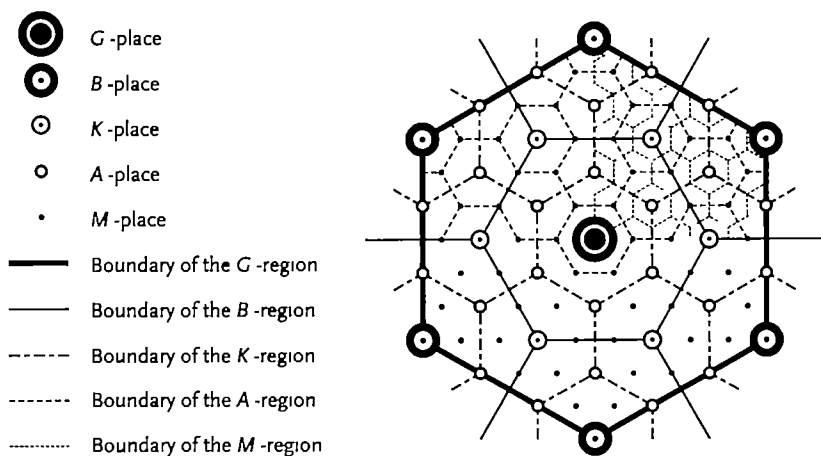 G -place
B -place
K -place
A -place
M -place
Boundary of the G -region
Boundary of the B -region
Boundary of the K -region
Boundary of the A -region
Boundary of the M -region